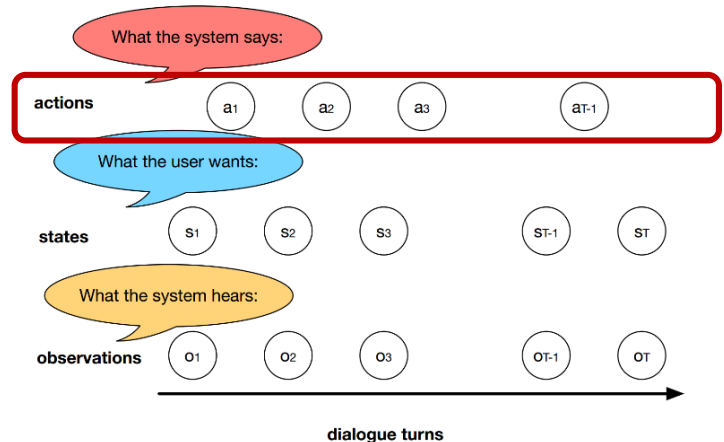 What the system says:
actions
a1 a2 a3 aT-1
What the user wants:
states
s1 s2 s3 sT-1 sT
What the system hears:
observations
o1 o2 o3 oT-1 oT
dialogue turns